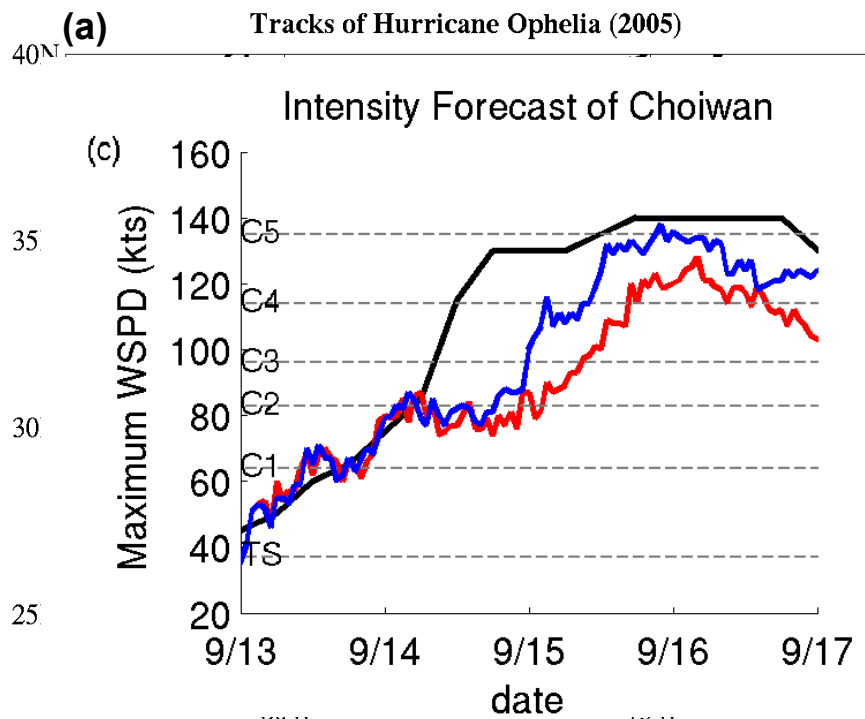 (a) Tracks of Hurricane Ophelia (2005)
40N
Intensity Forecast of Choiwan
(c)
160
140
120
100
80
60
40
20
Maximum WSPD (kts)
C5
C4
C3
C2
C1
TS
35
30
25
9/13 9/14 9/15 9/16 9/17
date